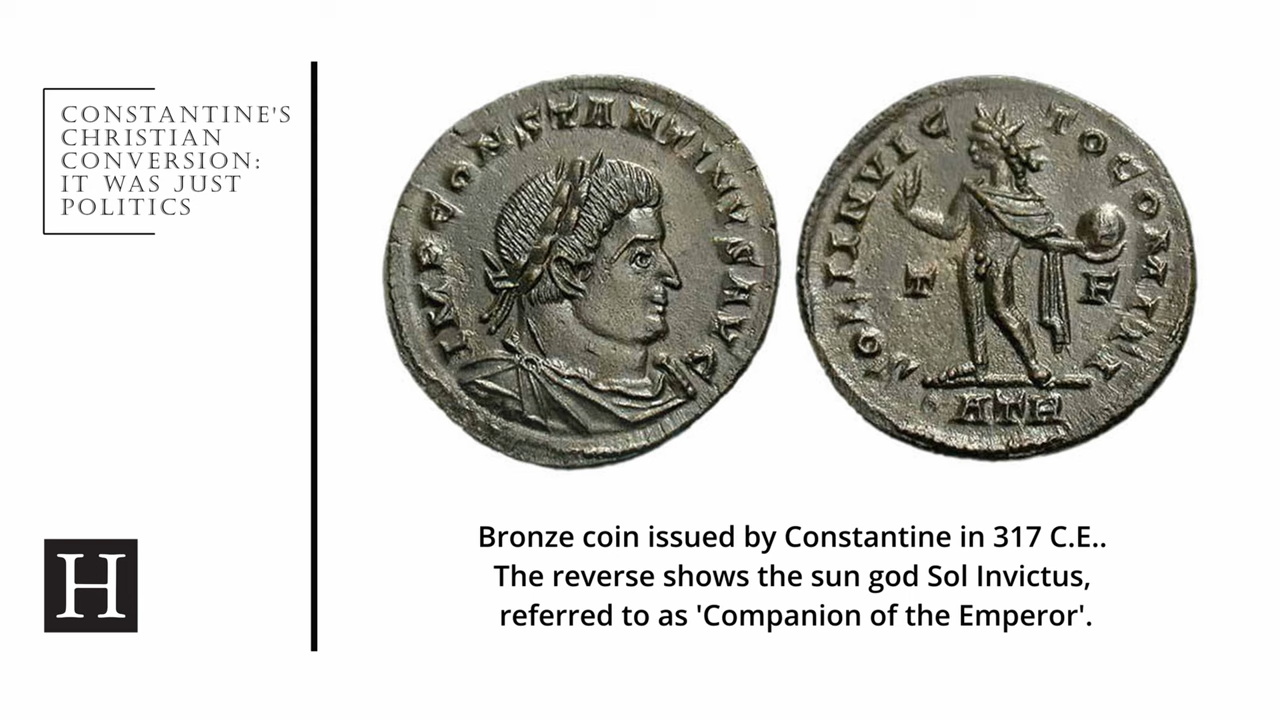 CONSTANTINE'S
CHRISTIAN
CONVERSION:
IT WAS JUST
POLITICS
IMP CONSTANTINVS AVG
SOLI INVICTO COMITI
T F
ATR
H
Bronze coin issued by Constantine in 317 C.E..
The reverse shows the sun god Sol Invictus,
referred to as 'Companion of the Emperor'.